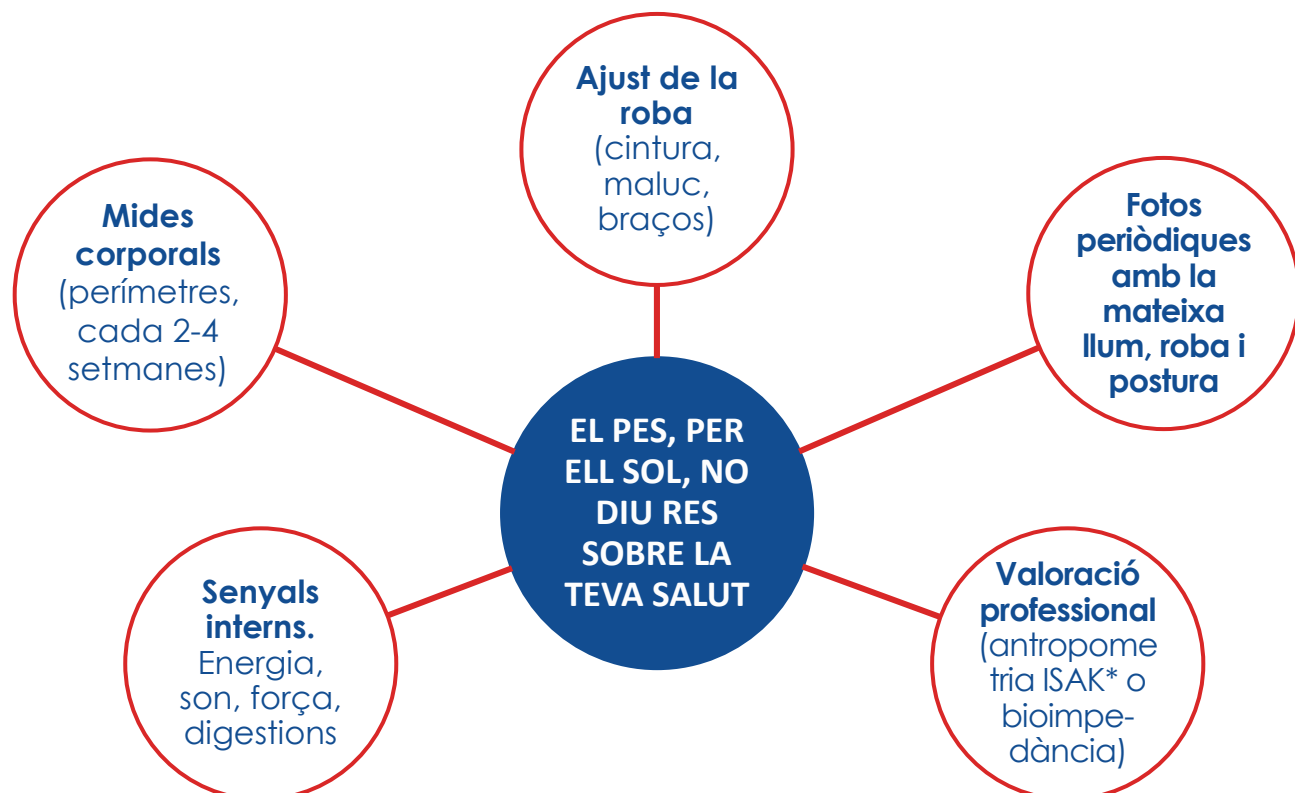 Ajust de la
roba
(cintura,
maluc,
braços)
Mides
corporals
(perímetres,
cada 2-4
setmanes)
Fotos
periòdiques
amb la
mateixa
llum, roba i
postura
EL PES, PER
ELL SOL, NO
DIU RES
SOBRE LA
TEVA SALUT
Senyals
interns.
Energia,
son, força,
digestions
Valoració
professional
(antropome
tria ISAK* o
bioimpe-
dància)